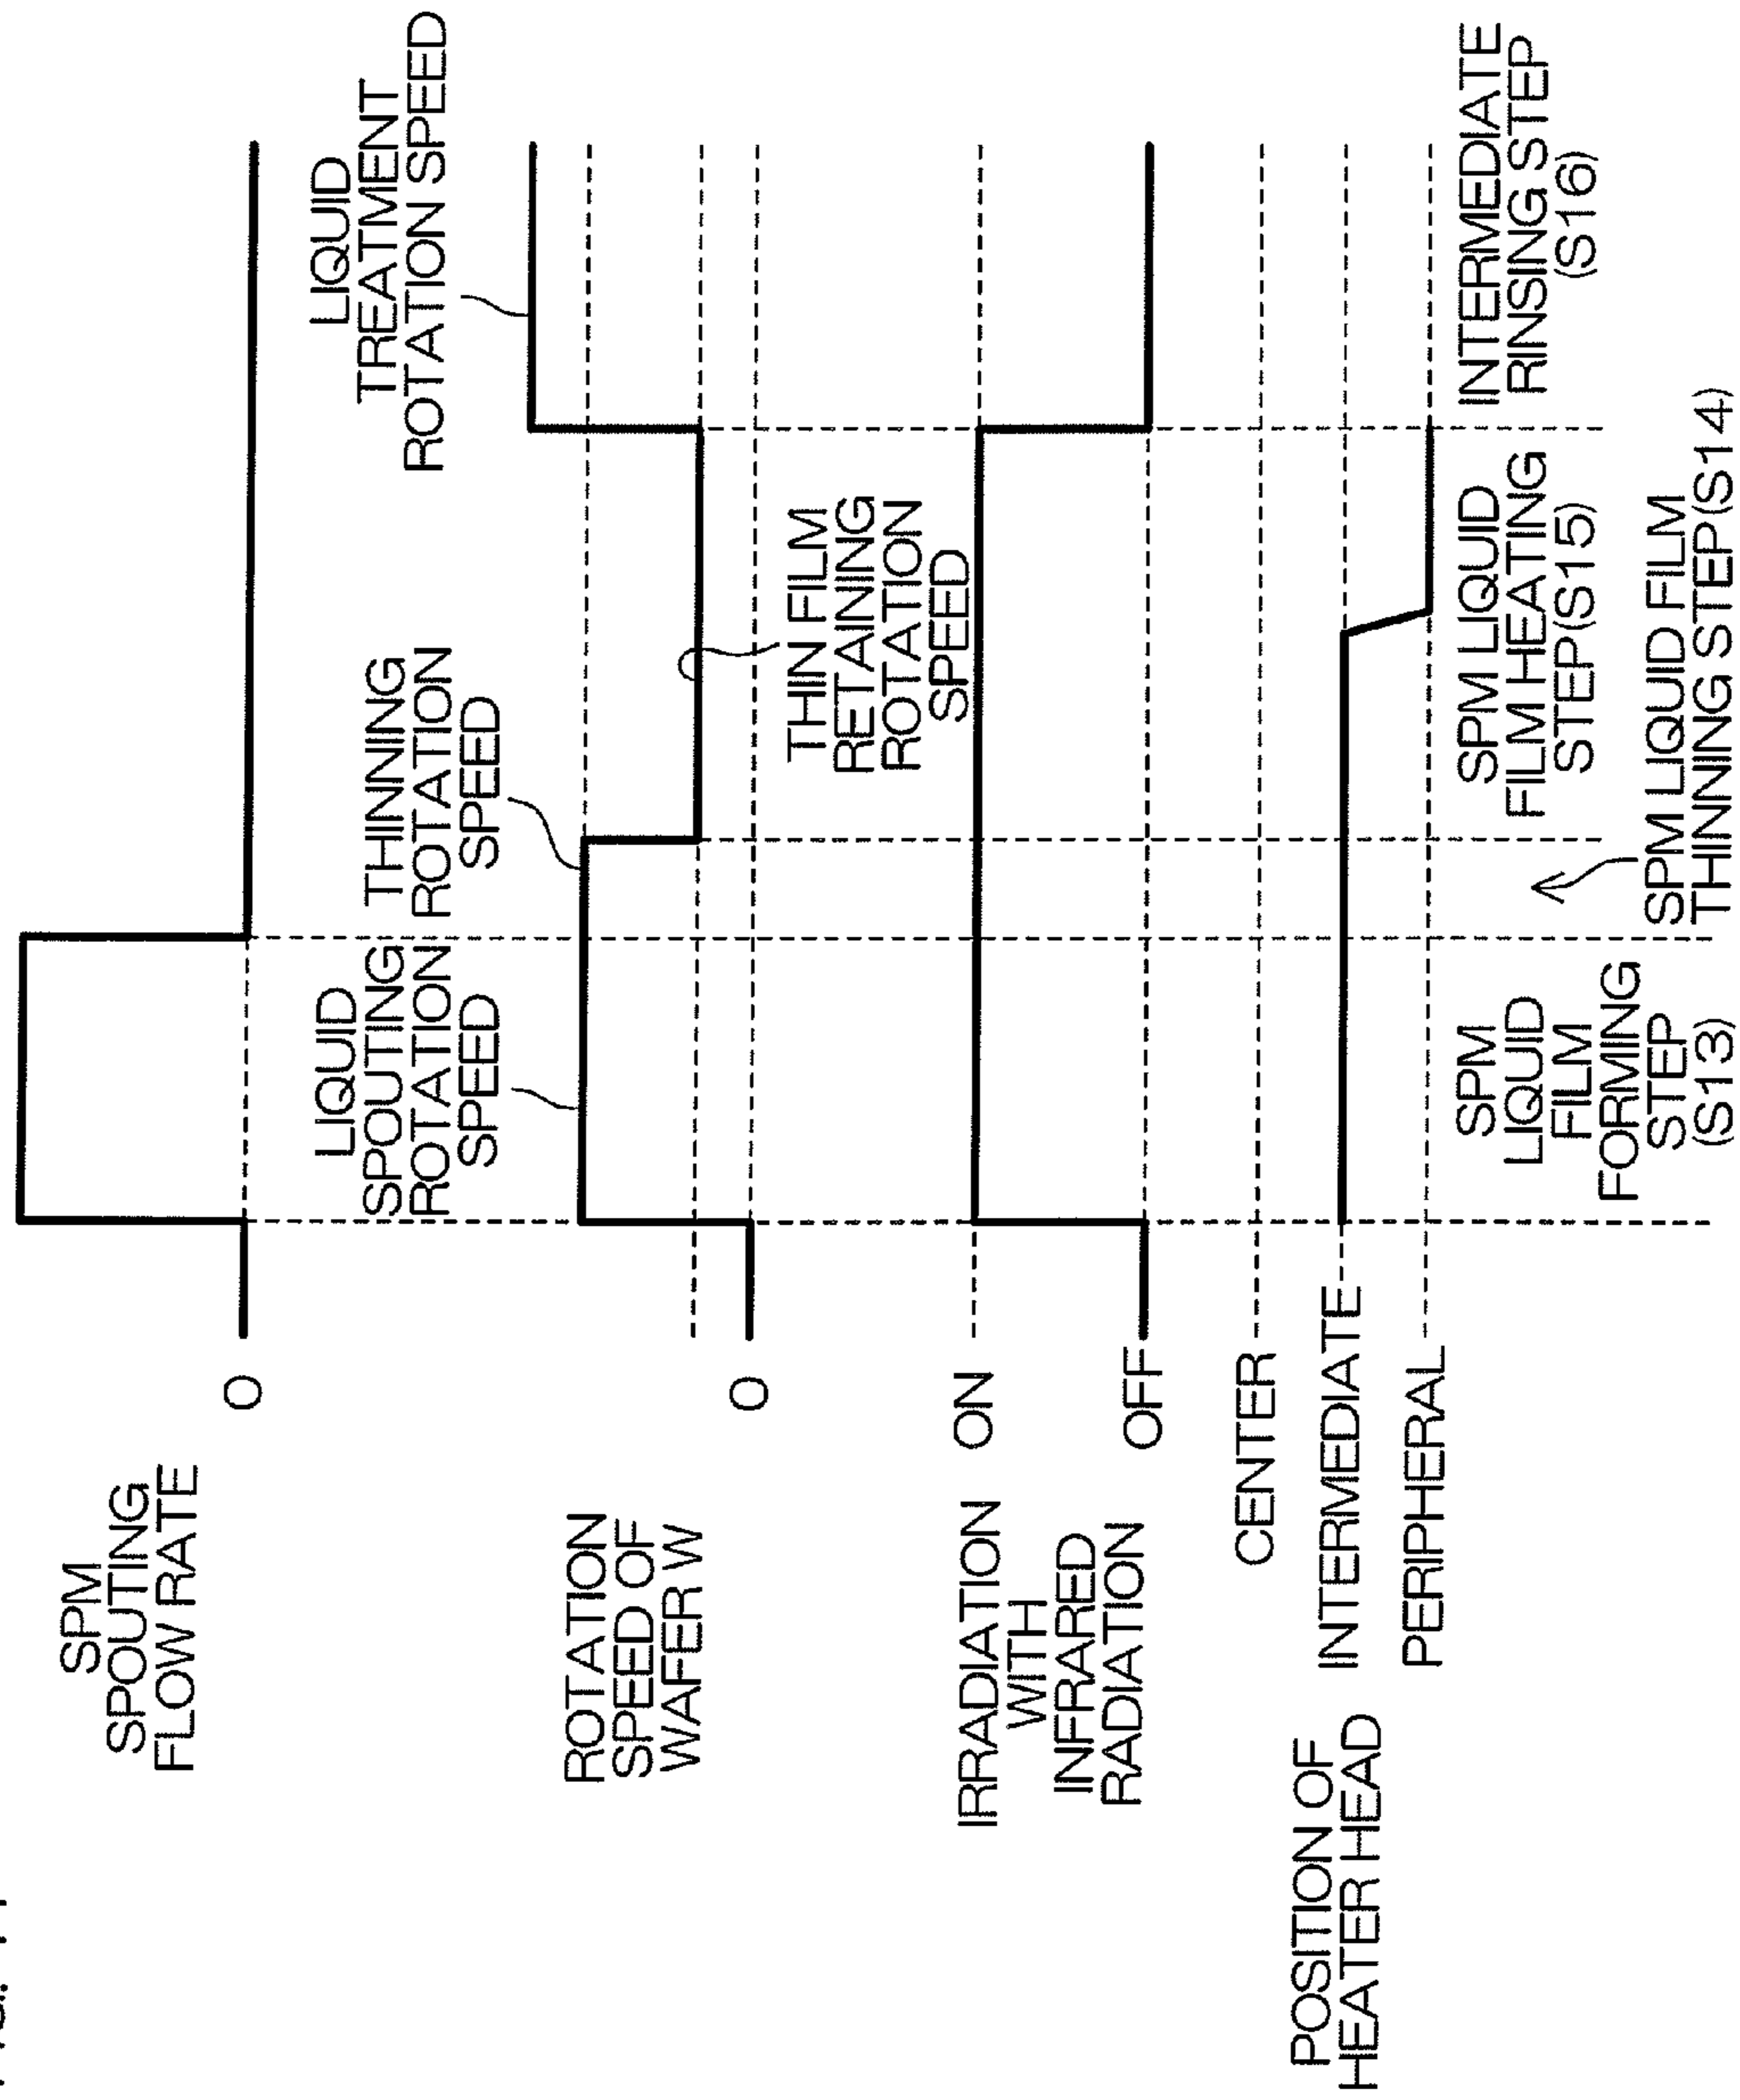 SPM
SPOUTING
FLOW RATE
0
LIQUID
SPOUTING
ROTATION
SPEED
THINNING
ROTATION
SPEED
LIQUID
TREATMENT
ROTATION SPEED
ROTATION
SPEED OF
WAFER W
0
THIN FILM
RETAINING
ROTATION
SPEED
IRRADIATION
WITH
INFRARED
RADIATION
ON
OFF
POSITION OF
HEATER HEAD
CENTER
INTERMEDIATE
PERIPHERAL
SPM
LIQUID
FILM
FORMING
STEP
(S13)
SPM LIQUID FILM
THINNING STEP(S14)
SPM LIQUID
FILM HEATING
STEP(S15)
INTERMEDIATE
RINSING STEP
(S16)